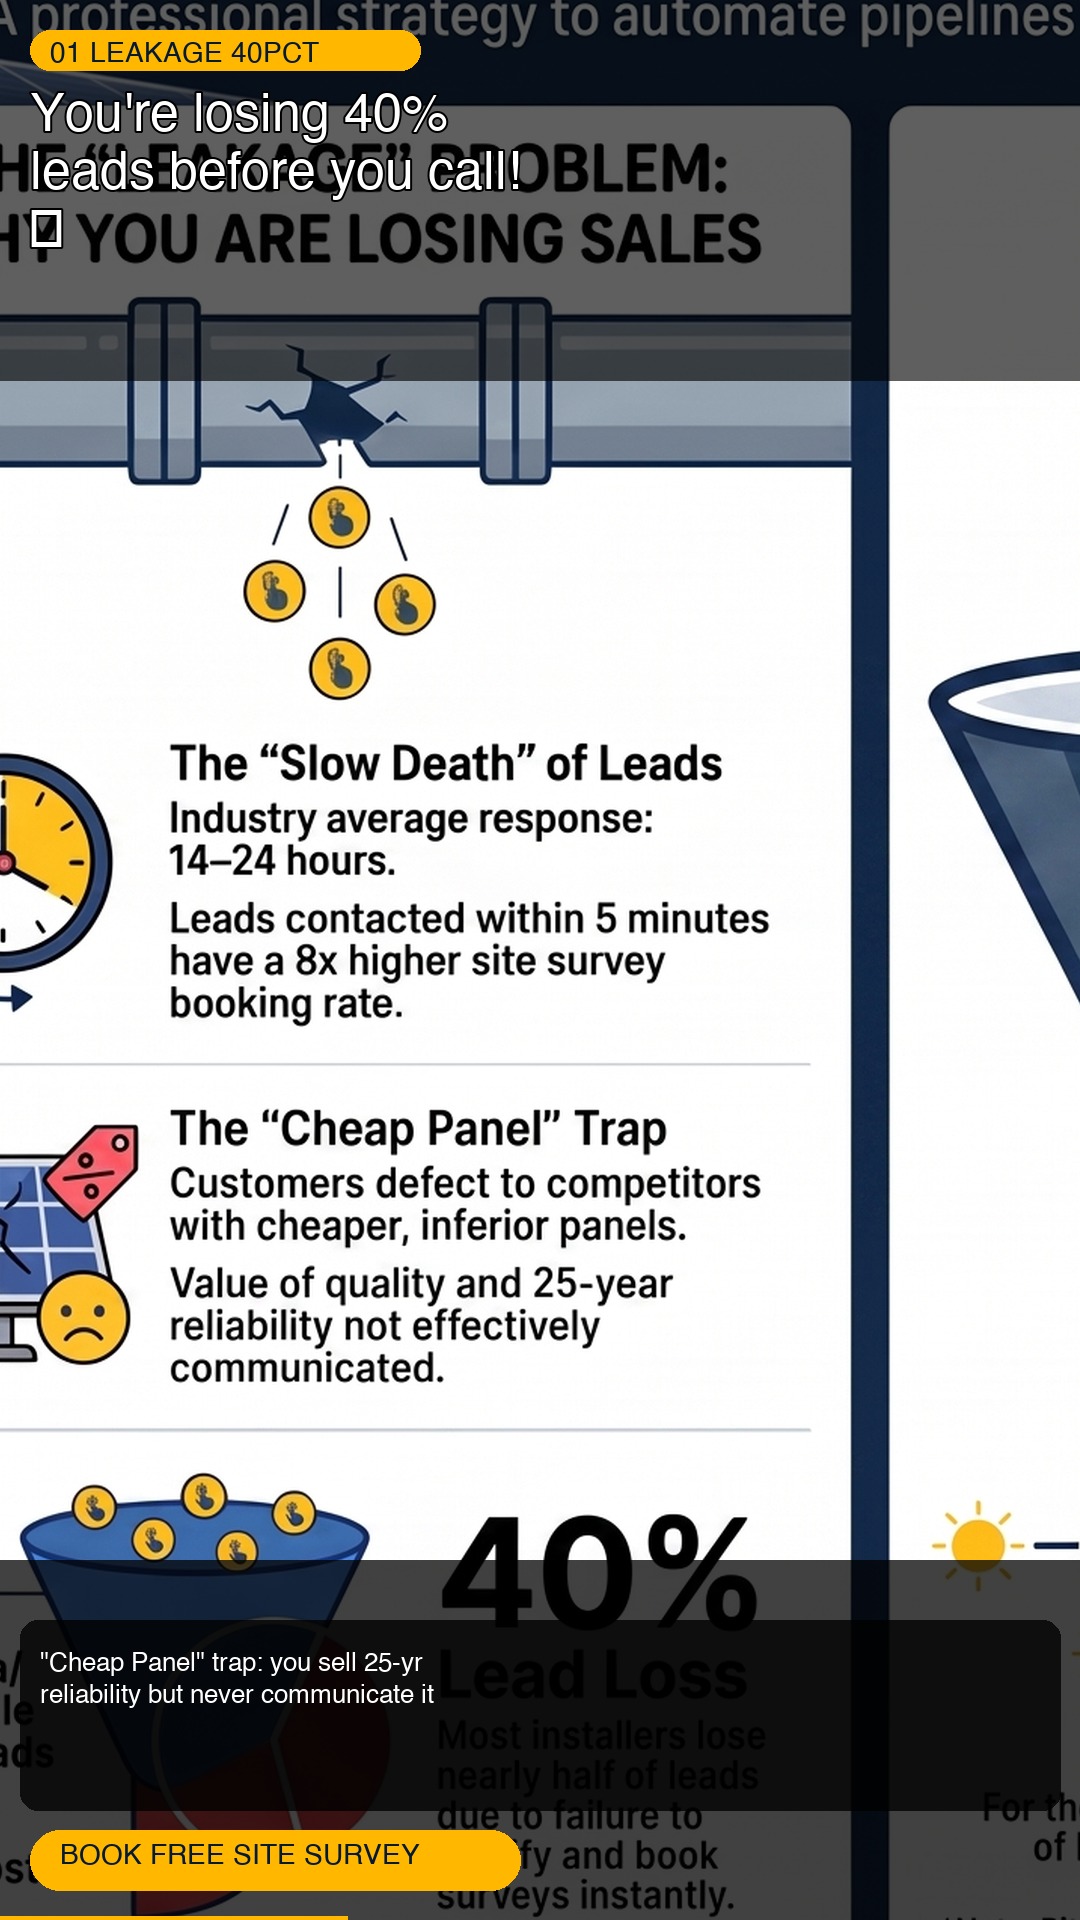 A professional strategy to automate pipelines
01 LEAKAGE 40PCT
You're losing 40%
leads before you call!
"LEAKAGE" PROBLEM:
YOU ARE LOSING SALES
The “Slow Death” of Leads
Industry average response:
14–24 hours.
Leads contacted within 5 minutes
have a 8x higher site survey
booking rate.
The “Cheap Panel” Trap
Customers defect to competitors
with cheaper, inferior panels.
Value of quality and 25-year
reliability not effectively
communicated.
40%
Lead Loss
Most installers lose
nearly half of leads
due to failure to
and book
surveys instantly.
"Cheap Panel" trap: you sell 25-yr
reliability but never communicate it
BOOK FREE SITE SURVEY
For
of